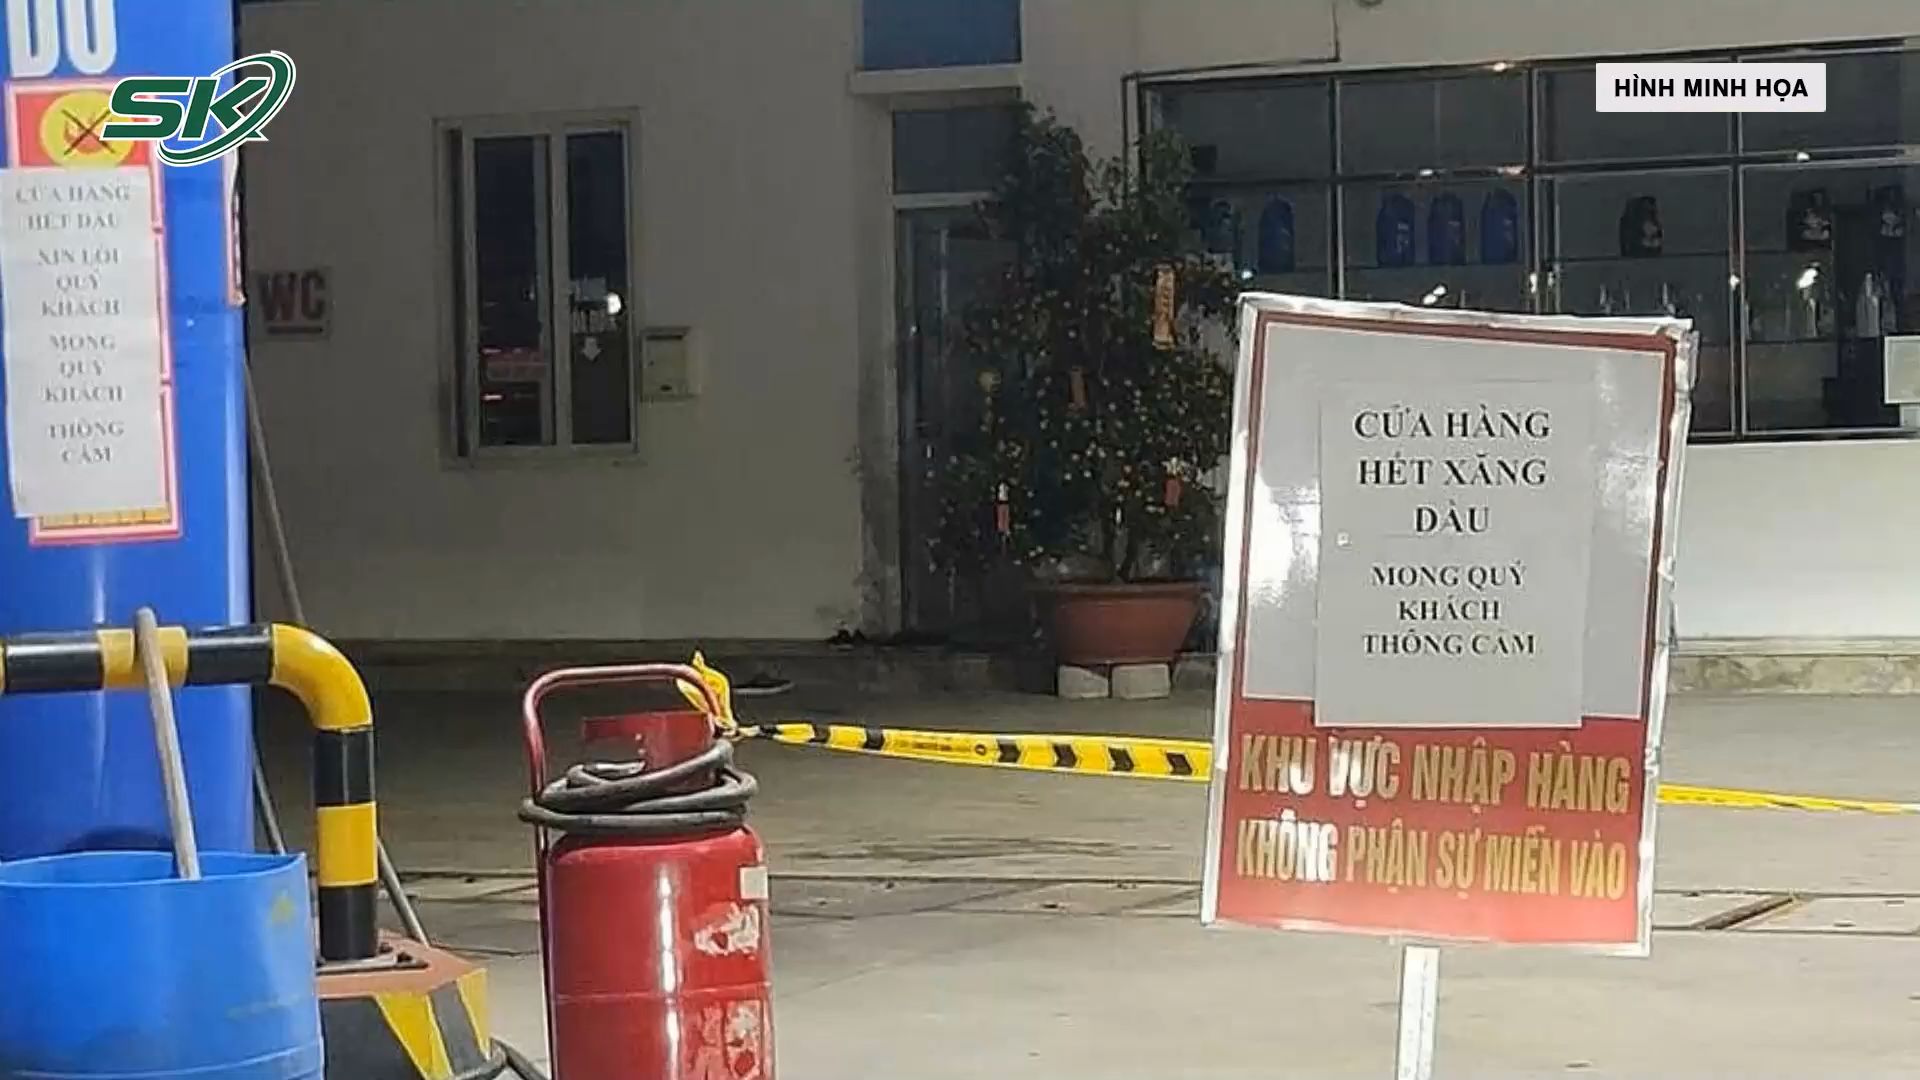 DO
SK
HÌNH MINH HỌA
CỬA HÀNG
HẾT DẦU
XIN LỖI
QUÝ
KHÁCH
MONG
QUÝ
KHÁCH
THÔNG
CẢM
WC
CỬA HÀNG
HẾT XĂNG
DẦU
MONG QUÝ
KHÁCH
THÔNG CẢM
KHU VỰC NHẬP HÀNG
KHÔNG PHẬN SỰ MIỄN VÀO